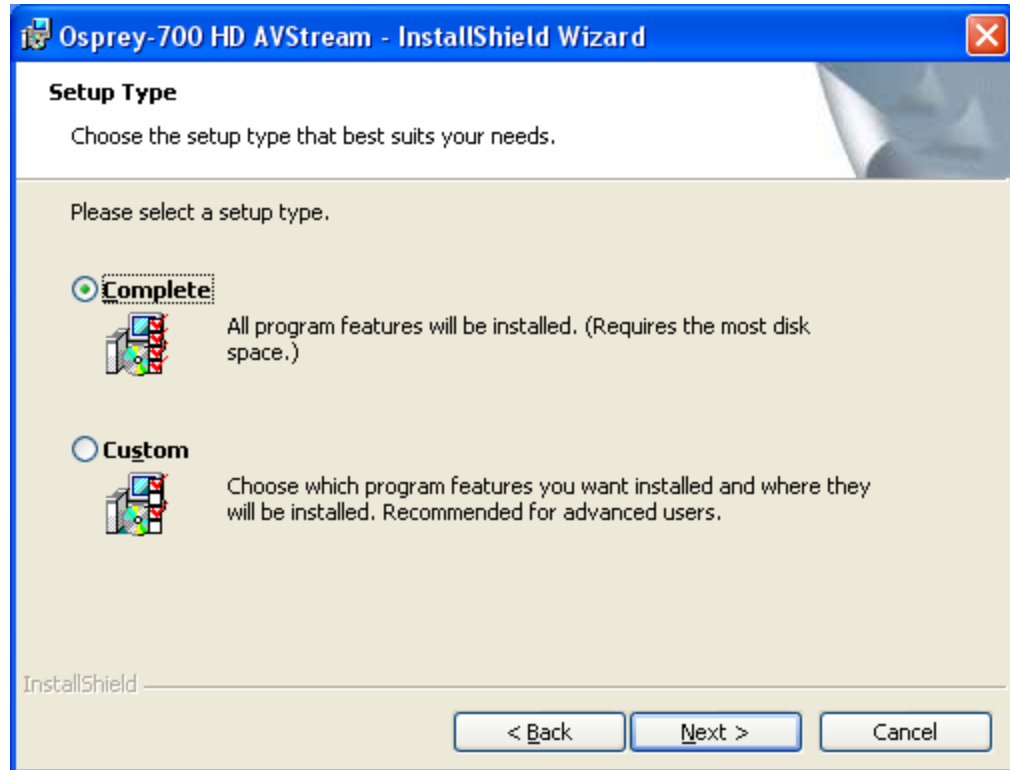 Osprey-700 HD AVStream - InstallShield Wizard
Setup Type
Choose the setup type that best suits your needs.
Please select a setup type.
Complete
All program features will be installed. (Requires the most disk
space.)
Custom
Choose which program features you want installed and where they
will be installed. Recommended for advanced users.
InstallShield
< Back
Next >
Cancel